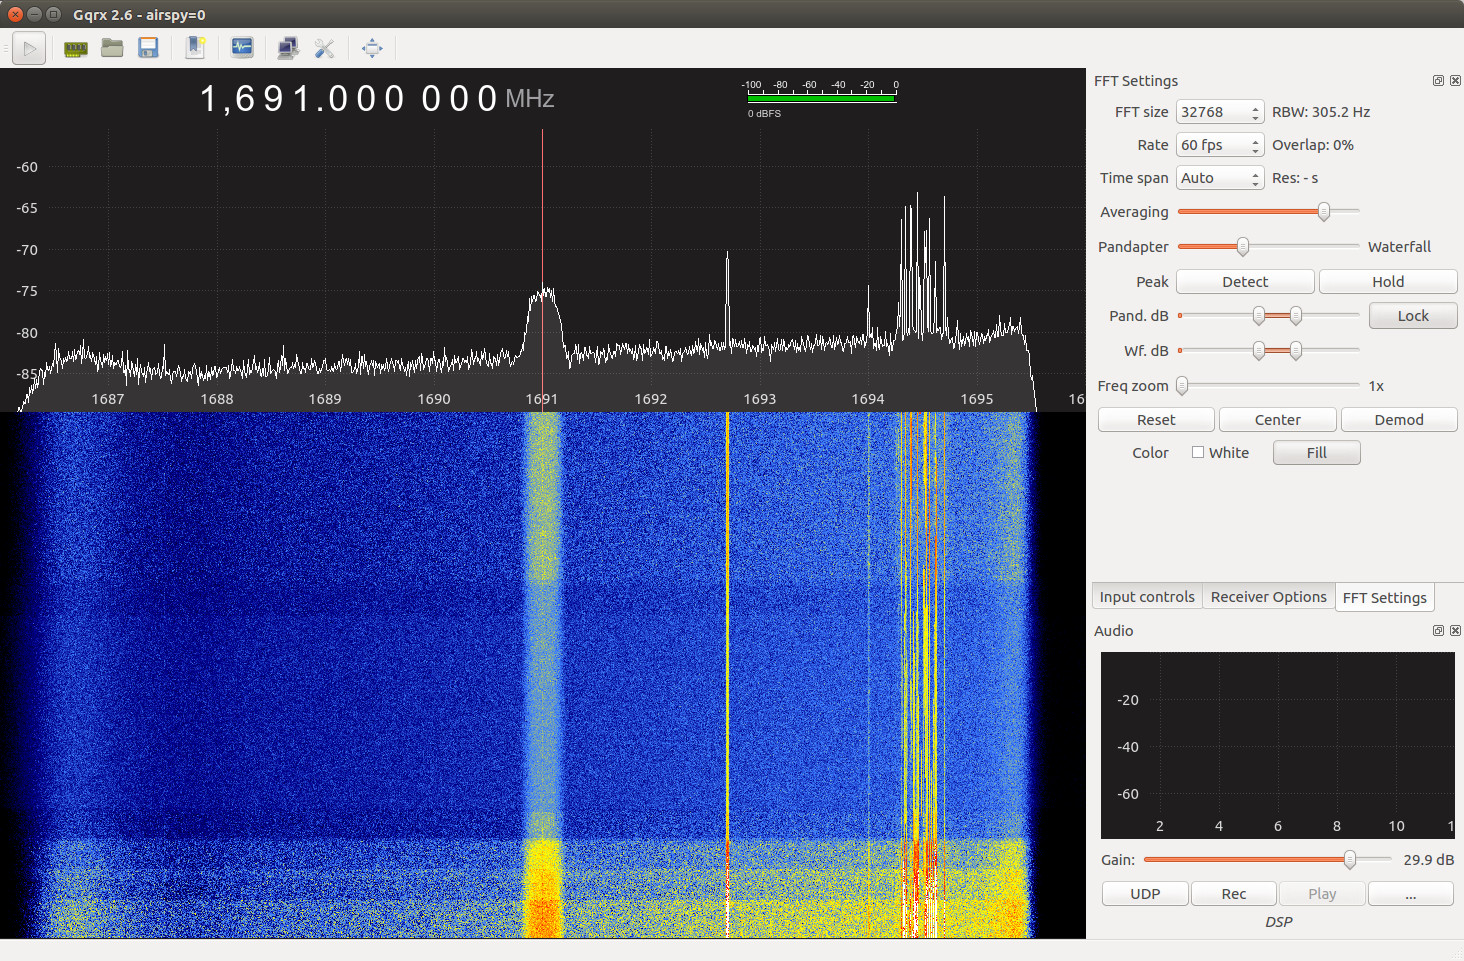 Gqrx 2.6 - airspy=0
1,691.000 000 MHz
-100 -80 -60 -40 -20 0
0 dBFS
-60
-65
-70
-75
-80
-85
1687 1688 1689 1690 1691 1692 1693 1694 1695 16
FFT Settings
FFT size 32768 RBW: 305.2 Hz
Rate 60 fps Overlap: 0%
Time span Auto Res: - s
Averaging
Pandapter Waterfall
Peak Detect Hold
Pand. dB Lock
Wf. dB
Freq zoom 1x
Reset Center Demod
Color White Fill
Input controls Receiver Options FFT Settings
Audio
-20
-40
-60
2 4 6 8 10 1
Gain: 29.9 dB
UDP Rec Play ...
DSP